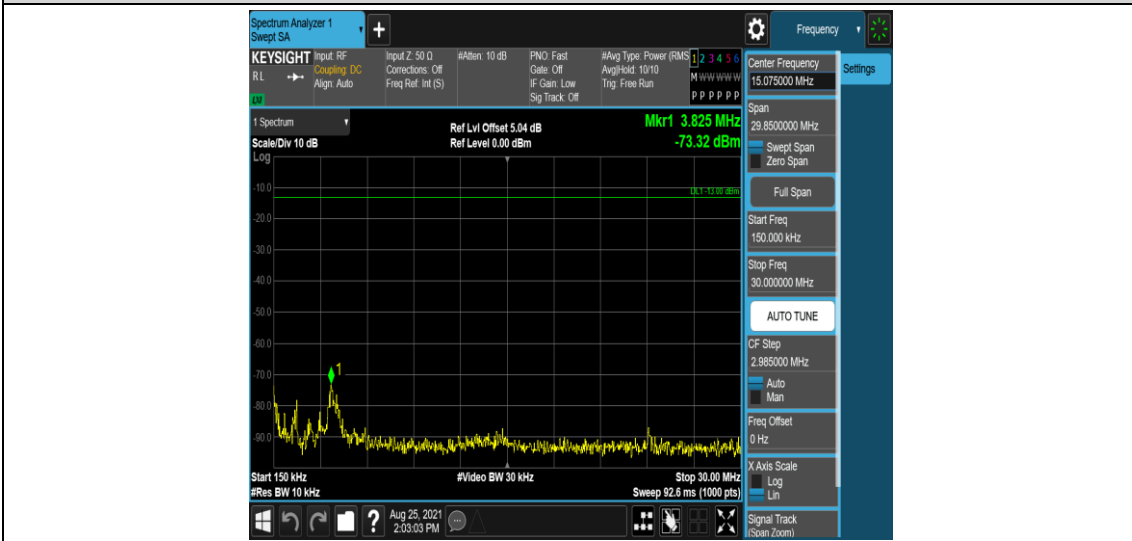 Spectrum Analyzer 1
Swept SA
+
Frequency
KEYSIGHT
RL
LXI
Input: RF
Coupling: DC
Align: Auto
Input Z: 50 Ω
Corrections: Off
Freq Ref: Int (S)
#Atten: 10 dB
PNO: Fast
Gate: Off
IF Gain: Low
Sig Track: Off
#Avg Type: Power (RMS
Avg|Hold: 10/10
Trig: Free Run
1 2 3 4 5 6
M W W W W W
P P P P P P
1 Spectrum
Scale/Div 10 dB
Log
Ref Lvl Offset 5.04 dB
Ref Level 0.00 dBm
Mkr1 3.825 MHz
-73.32 dBm
DL1 -13.00 dBm
-10.0
-20.0
-30.0
-40.0
-50.0
-60.0
-70.0
-80.0
-90.0
1
Start 150 kHz
#Res BW 10 kHz
#Video BW 30 kHz
Stop 30.00 MHz
Sweep 92.6 ms (1000 pts)
?
Aug 25, 2021
2:03:03 PM
Center Frequency
15.075000 MHz
Settings
Span
29.8500000 MHz
Swept Span
Zero Span
Full Span
Start Freq
150.000 kHz
Stop Freq
30.000000 MHz
AUTO TUNE
CF Step
2.985000 MHz
Auto
Man
Freq Offset
0 Hz
X Axis Scale
Log
Lin
Signal Track
(Span Zoom)